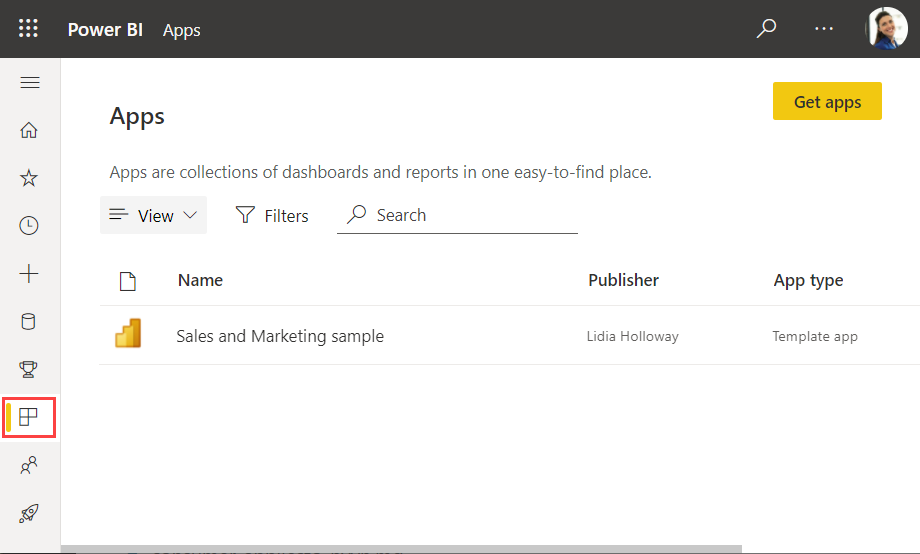 Power BI Apps
Get apps
Apps
Apps are collections of dashboards and reports in one easy-to-find place.
View Filters Search
Name Publisher App type
Sales and Marketing sample Lidia Holloway Template app